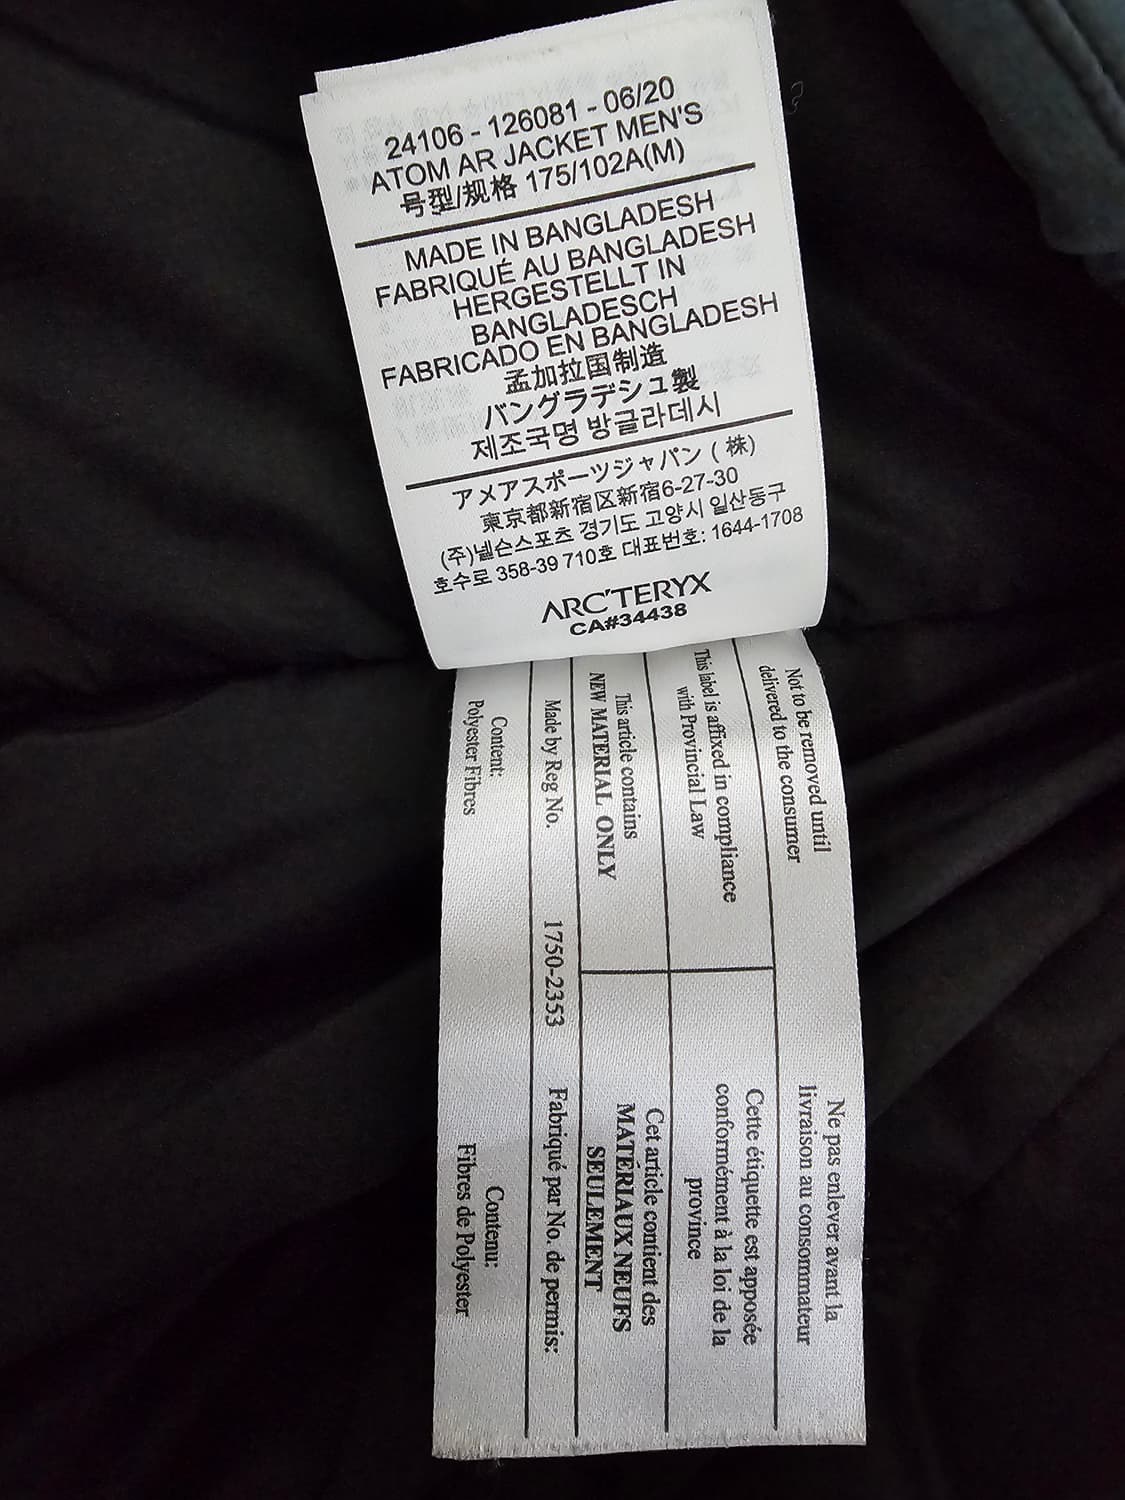 24106 - 126081 - 06/20
ATOM AR JACKET MEN'S
号型/规格 175/102A(M)
MADE IN BANGLADESH
FABRIQUÉ AU BANGLADESH
HERGESTELLT IN
BANGLADESCH
FABRICADO EN BANGLADESH
孟加拉国制造
バングラデシュ製
제조국명 방글라데시
アメアスポーツジャパン ( 株)
東京都新宿区新宿6-27-30
(주)넬슨스포츠 경기도 고양시 일산동구
호수로 358-39 710호 대표번호: 1644-1708
ARC'TERYX
CA#34438
Not to be removed until
delivered to the consumer
Ne pas enlever avant la
livraison au consommateur
This label is affixed in compliance
with Provincial Law
Cette étiquette est apposée
conformément à la loi de la
province
This article contains
NEW MATERIAL ONLY
Cet article contient des
MATÉRIAUX NEUFS
SEULEMENT
Made by Reg No. 1750-2353 Fabriqué par No. de permis:
Content:
Polyester Fibres
Contenu:
Fibres de Polyester